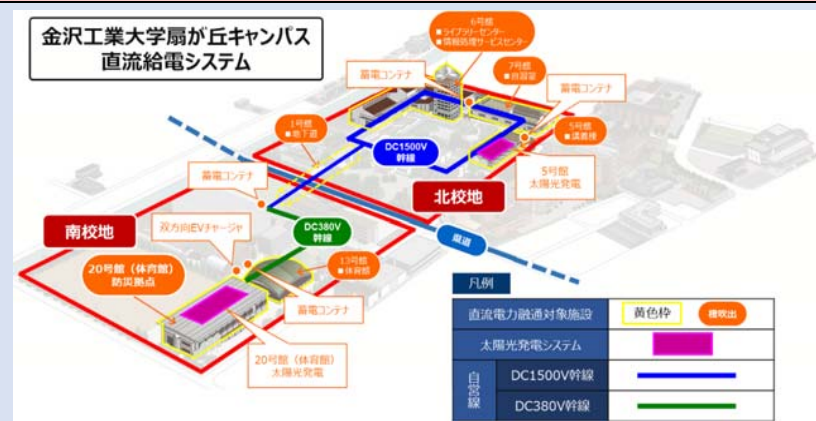 金沢工業大学扇が丘キャンパス
直流給電システム
6号館
■ライブラリーセンター
■情報処理サービスセンター
蓄電コンテナ
7号館
■自習室
蓄電コンテナ
1号館
■地下道
5号館
■講義棟
DC1500V
幹線
5号館
太陽光発電
蓄電コンテナ
北校地
南校地
双方向EVチャージャ
DC380V
幹線
県道
20号館（体育館）
防災拠点
13号館
■体育館
蓄電コンテナ
20号館（体育館）
太陽光発電
凡例
直流電力融通対象施設
黄色枠
橙吹出
太陽光発電システム
自営線
DC1500V幹線
DC380V幹線